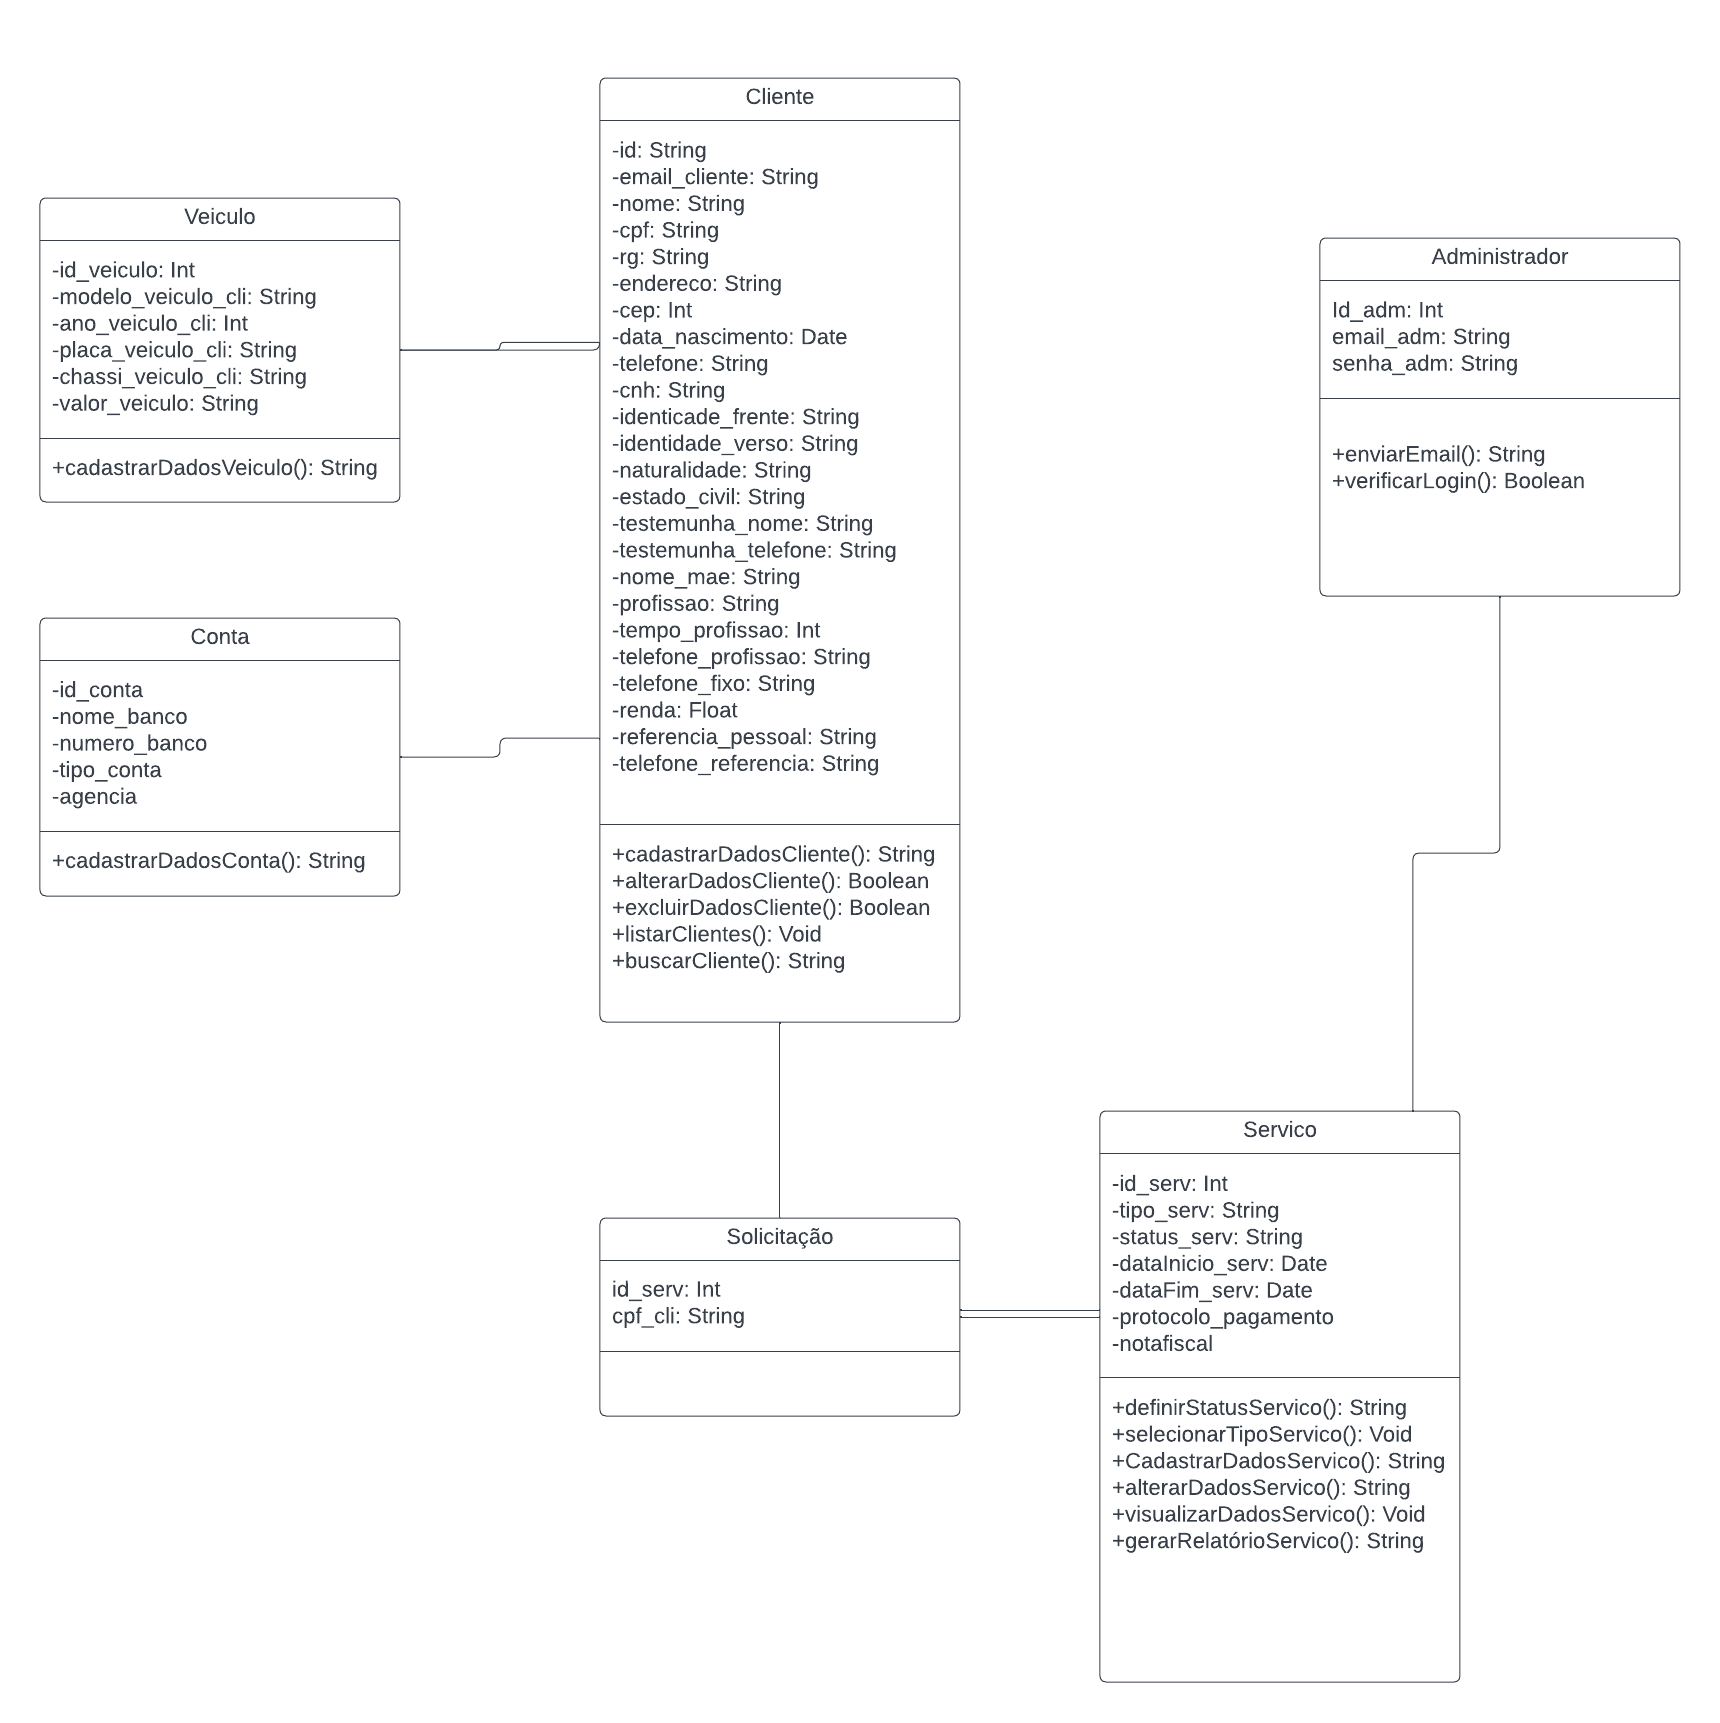 Cliente
-id: String
-email_cliente: String
-nome: String
-cpf: String
-rg: String
-endereco: String
-cep: Int
-data_nascimento: Date
-telefone: String
-cnh: String
-identicade_frente: String
-identidade_verso: String
-naturalidade: String
-estado_civil: String
-testemunha_nome: String
-testemunha_telefone: String
-nome_mae: String
-profissao: String
-tempo_profissao: Int
-telefone_profissao: String
-telefone_fixo: String
-renda: Float
-referencia_pessoal: String
-telefone_referencia: String
+cadastrarDadosCliente(): String
+alterarDadosCliente(): Boolean
+excluirDadosCliente(): Boolean
+listarClientes(): Void
+buscarCliente(): String
Veiculo
-id_veiculo: Int
-modelo_veiculo_cli: String
-ano_veiculo_cli: Int
-placa_veiculo_cli: String
-chassi_veiculo_cli: String
-valor_veiculo: String
+cadastrarDadosVeiculo(): String
Administrador
Id_adm: Int
email_adm: String
senha_adm: String
+enviarEmail(): String
+verificarLogin(): Boolean
Conta
-id_conta
-nome_banco
-numero_banco
-tipo_conta
-agencia
+cadastrarDadosConta(): String
Servico
-id_serv: Int
-tipo_serv: String
-status_serv: String
-dataInicio_serv: Date
-dataFim_serv: Date
-protocolo_pagamento
-notafiscal
+definirStatusServico(): String
+selecionarTipoServico(): Void
+CadastrarDadosServico(): String
+alterarDadosServico(): String
+visualizarDadosServico(): Void
+gerarRelatórioServico(): String
Solicitação
id_serv: Int
cpf_cli: String